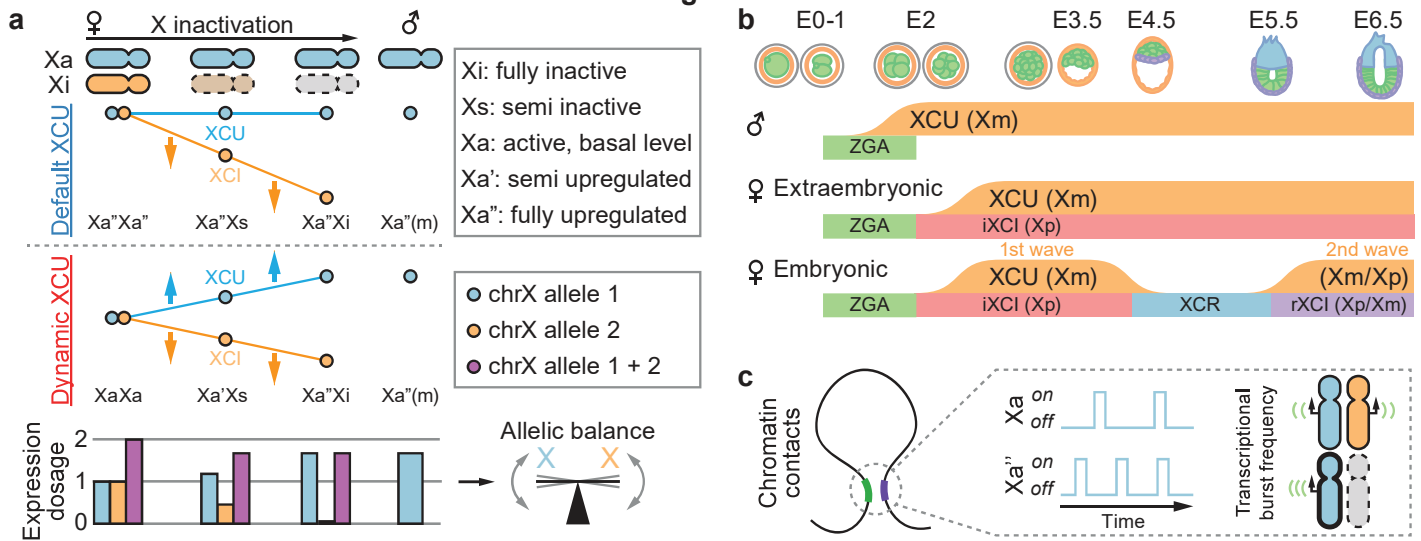 a
♀ X inactivation ♂
Xa
Xi
Default XCU
XCU
XCI
Xa”Xa” Xa”Xs Xa”Xi Xa”(m)
Xi: fully inactive
Xs: semi inactive
Xa: active, basal level
Xa’: semi upregulated
Xa”: fully upregulated
Dynamic XCU
XCU
XCI
XaXa Xa’Xs Xa”Xi Xa”(m)
chrX allele 1
chrX allele 2
chrX allele 1 + 2
Expression
dosage
2
1
0
Allelic balance
X X
b
E0-1 E2 E3.5 E4.5 E5.5 E6.5
♂
XCU (Xm)
ZGA
♀ Extraembryonic
XCU (Xm)
ZGA iXCI (Xp)
1st wave 2nd wave
♀ Embryonic
XCU (Xm) (Xm/Xp)
ZGA iXCI (Xp) XCR rXCI (Xp/Xm)
c
Chromatin
contacts
Xa
on
off
Xa”
on
off
Time
Transcriptional
burst frequency